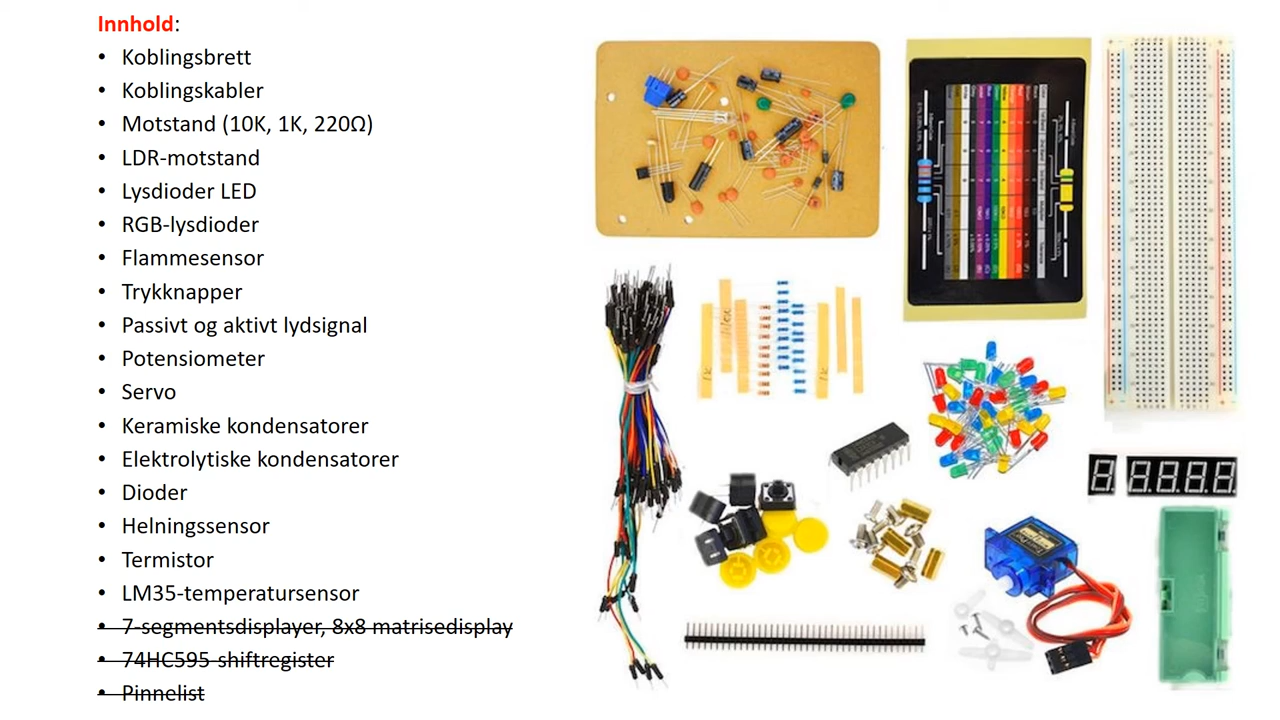 Innhold:
• Koblingsbrett
• Koblingskabler
• Motstand (10K, 1K, 220Ω)
• LDR-motstand
• Lysdioder LED
• RGB-lysdioder
• Flammesensor
• Trykknapper
• Passivt og aktivt lydsignal
• Potensiometer
• Servo
• Keramiske kondensatorer
• Elektrolytiske kondensatorer
• Dioder
• Helningssensor
• Termistor
• LM35-temperatursensor
• 7-segmentsdisplayer, 8x8 matrisedisplay
• 74HC595-shiftregister
• Pinnelist